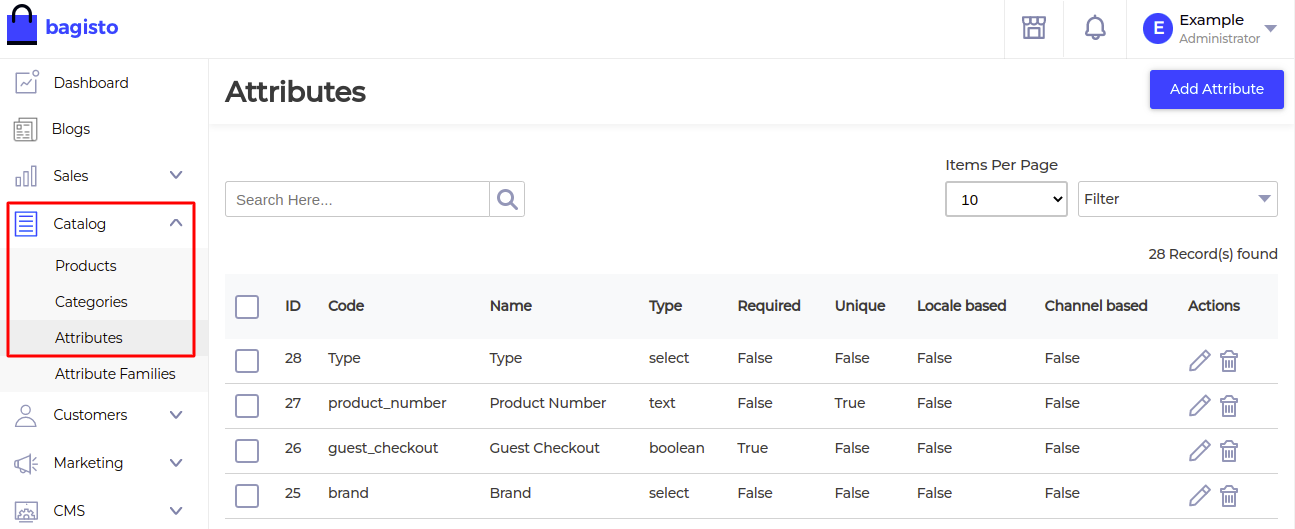 bagisto
E Example
Administrator
Dashboard
Blogs
Sales
Catalog
Products
Categories
Attributes
Attribute Families
Customers
Marketing
CMS
Attributes
Add Attribute
Items Per Page
Search Here... 10 Filter
28 Record(s) found
ID Code Name Type Required Unique Locale based Channel based Actions
28 Type Type select False False False False
27 product_number Product Number text False True False False
26 guest_checkout Guest Checkout boolean True False False False
25 brand Brand select False False False False